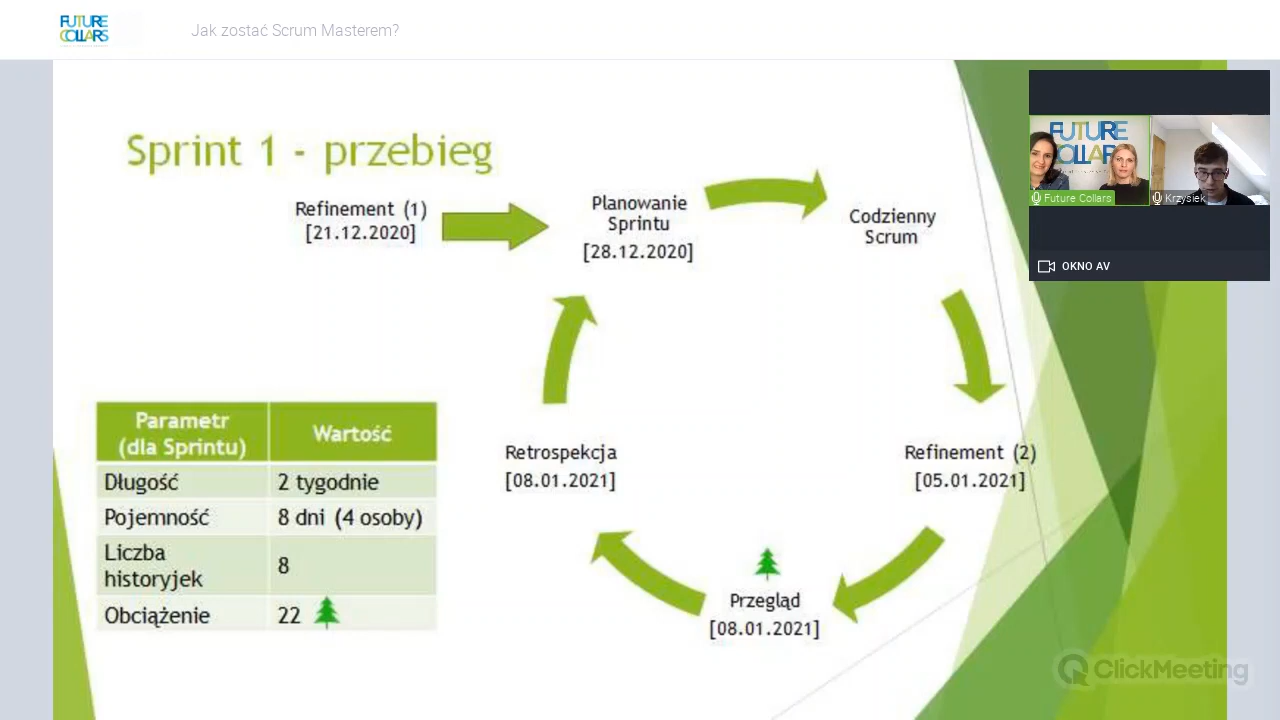 FUTURE
COLLARS
Jak zostać Scrum Masterem?
Sprint 1 - przebieg
Refinement (1)
[21.12.2020]
Planowanie
Sprintu
[28.12.2020]
Codzienny
Scrum
FUTURE
COLLARS
Future Collars
Krzysiek
OKNO AV
Retrospekcja
[08.01.2021]
Refinement (2)
[05.01.2021]
Przegląd
[08.01.2021]
Parametr
(dla Sprintu)
Wartość
Długość
2 tygodnie
Pojemność
8 dni (4 osoby)
Liczba
historyjek
8
Obciążenie
22
ClickMeeting